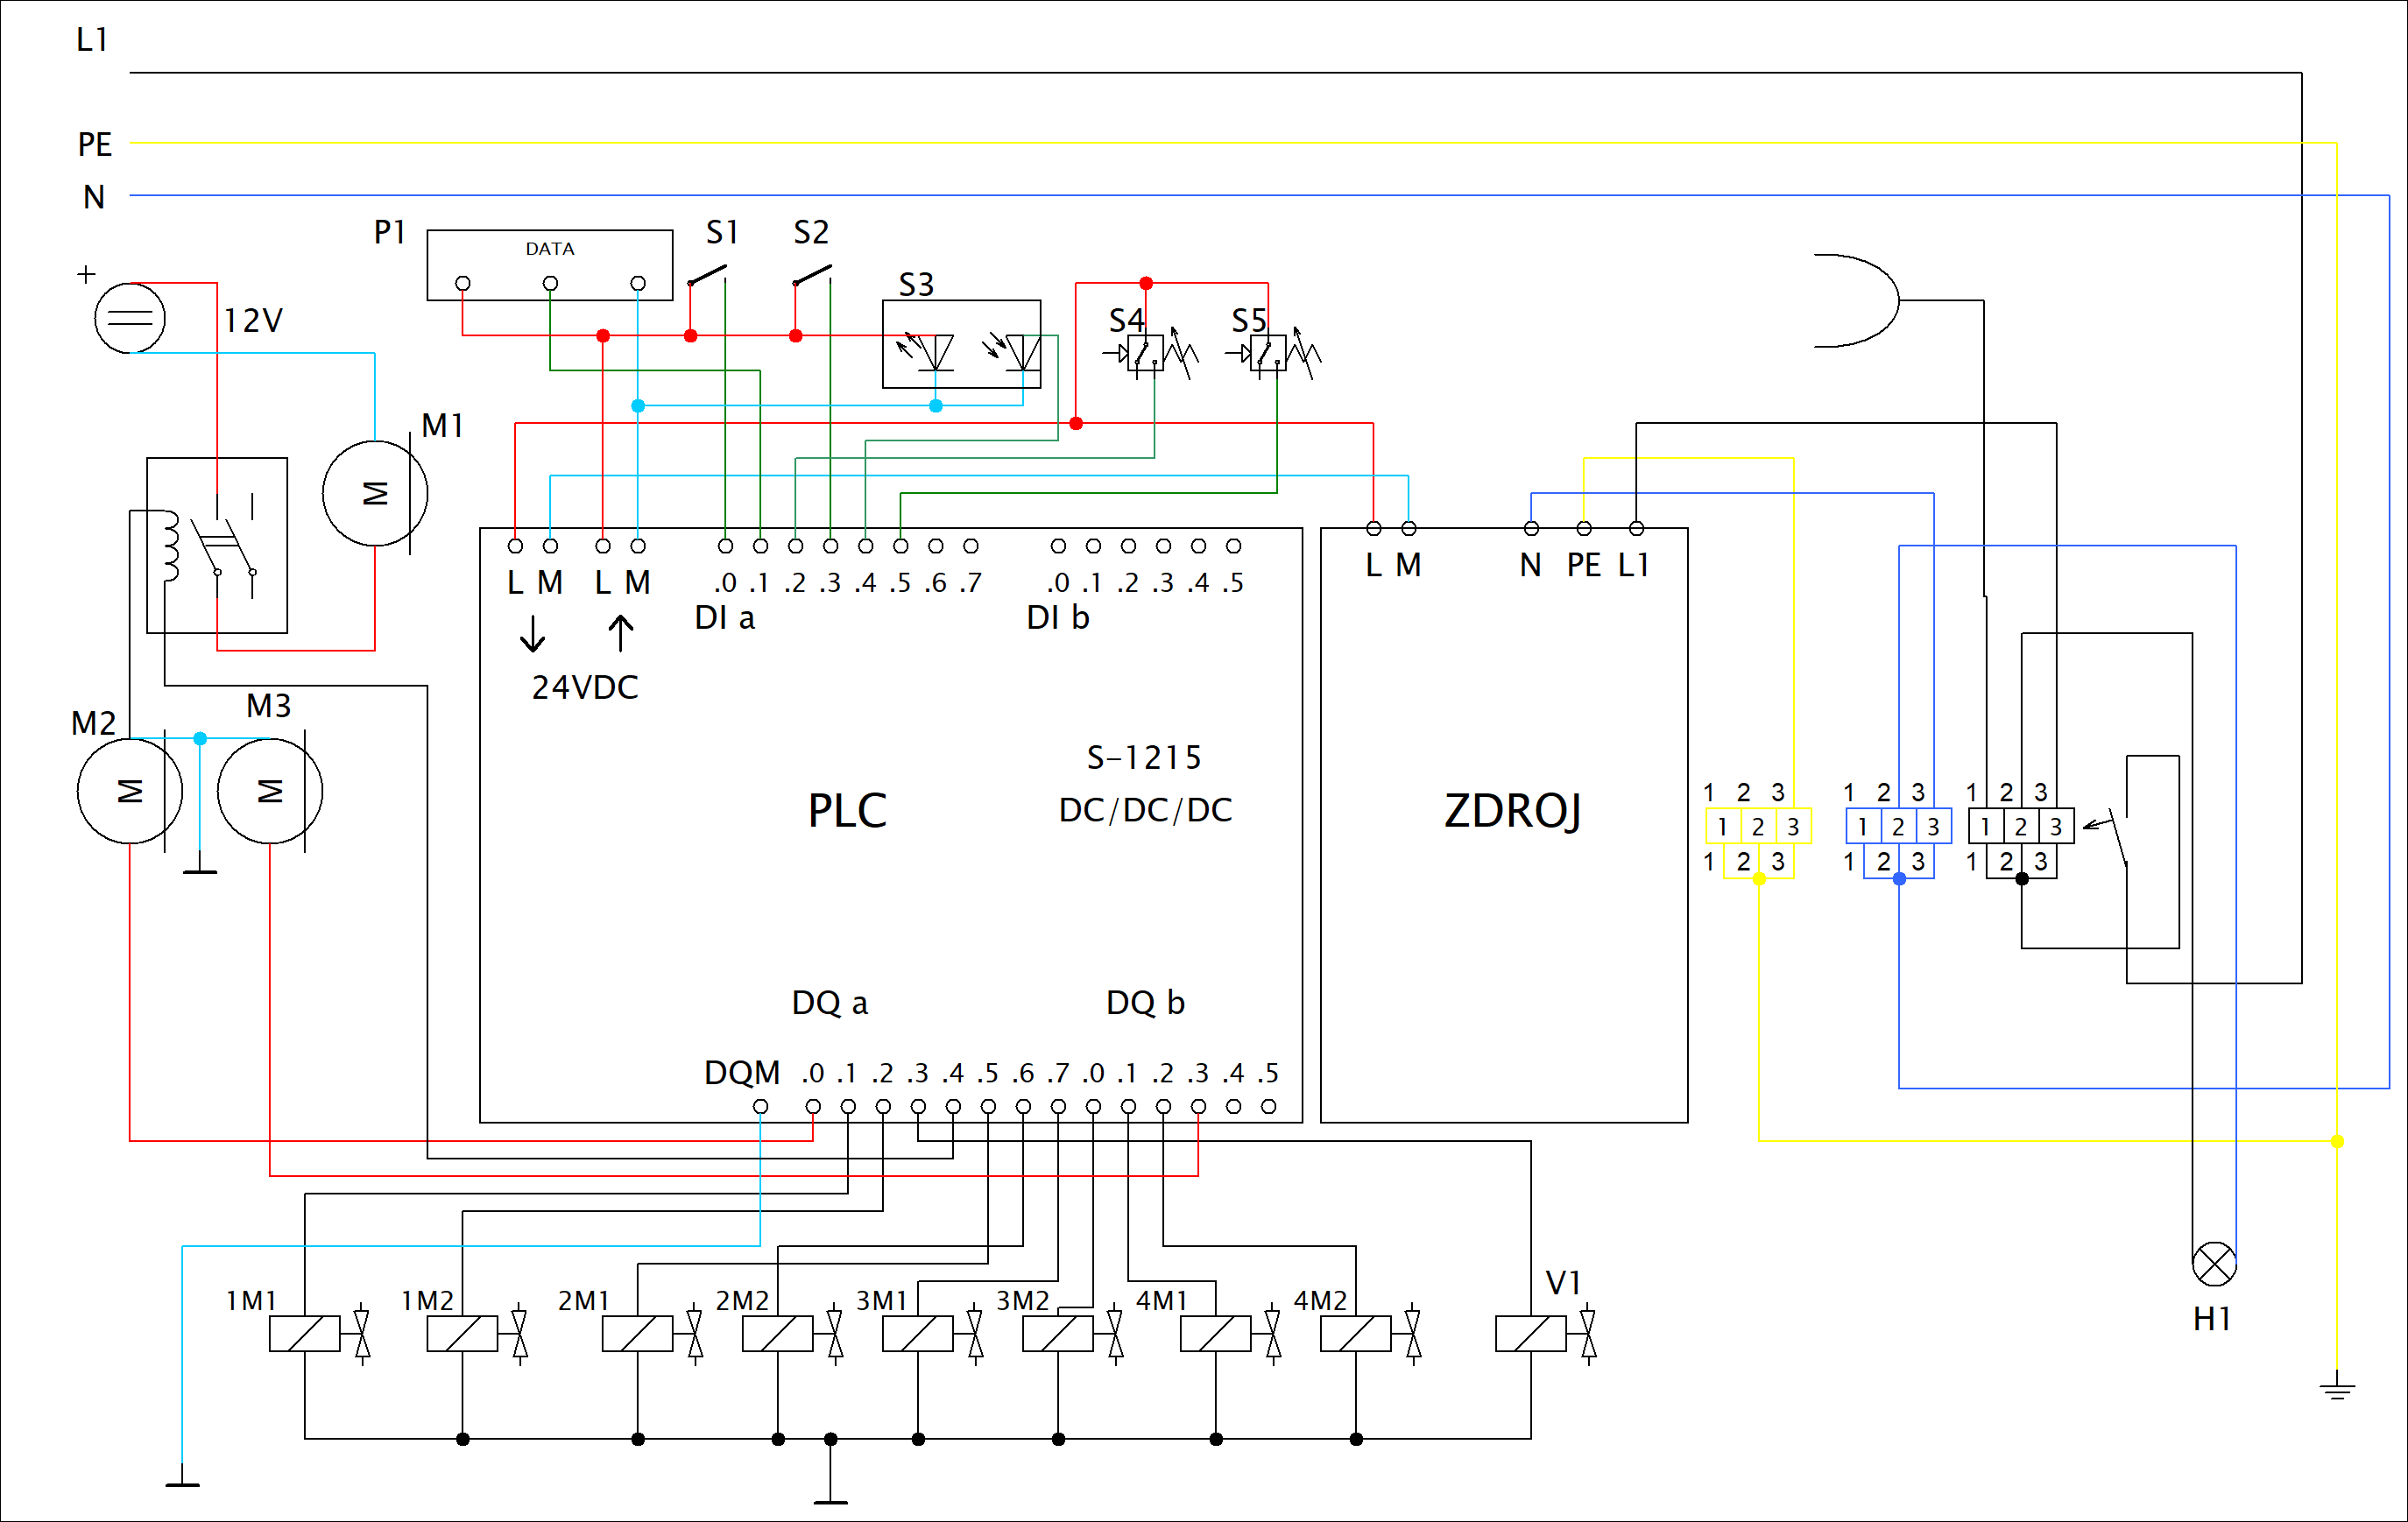 L1
PE
N
P1
DATA
S1
S2
S3
S4
S5
+
12V
M1
M
L M
L M
.0 .1 .2 .3 .4 .5 .6 .7
.0 .1 .2 .3 .4 .5
L M
N PE L1
DI a
DI b
24VDC
M2
M3
M
M
S-1215
DC/DC/DC
PLC
ZDROJ
1 2 3
1 2 3
1 2 3
1 2 3
1 2 3
1 2 3
1 2 3
1 2 3
1 2 3
DQ a
DQ b
DQM
.0 .1 .2 .3 .4 .5 .6 .7 .0 .1 .2 .3 .4 .5
1M1
1M2
2M1
2M2
3M1
3M2
4M1
4M2
V1
H1